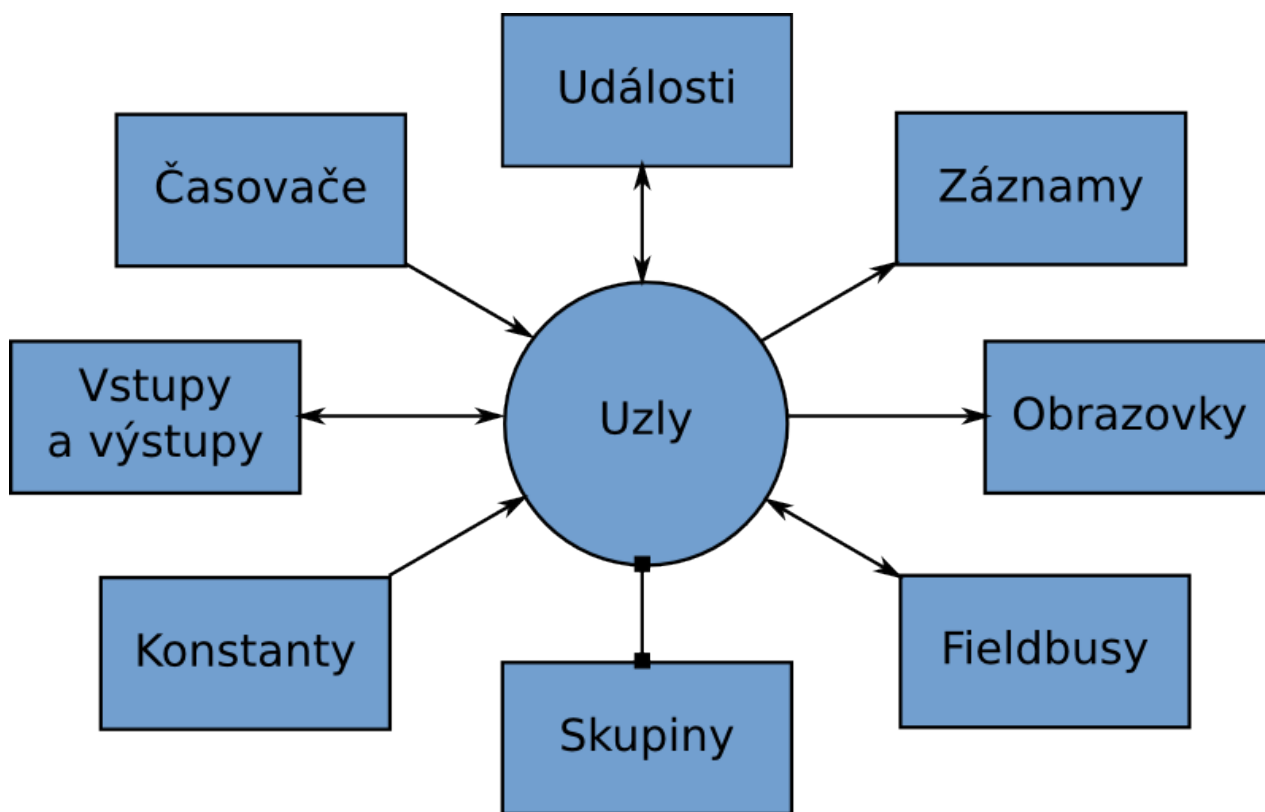 Události
Časovače
Záznamy
Vstupy
a výstupy
Uzly
Obrazovky
Konstanty
Fieldbusy
Skupiny